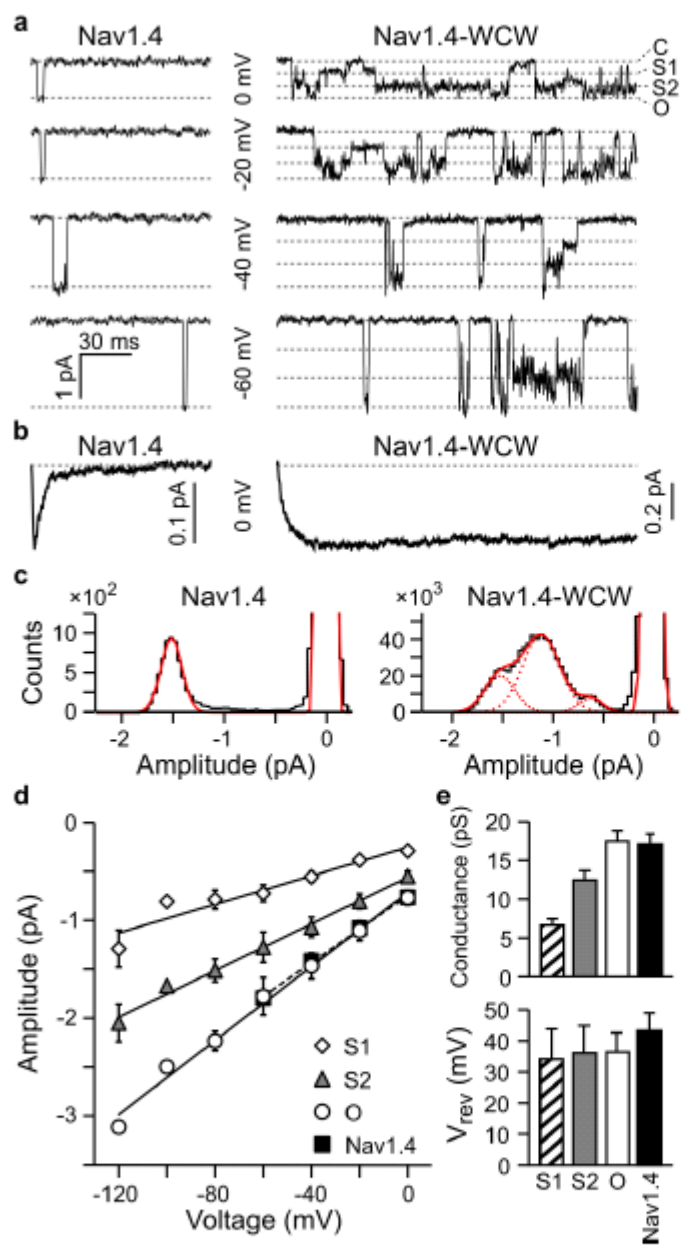 a
Nav1.4
Nav1.4-WCW
C
S1
S2
O
0 mV
-20 mV
-40 mV
-60 mV
30 ms
1 pA
b
Nav1.4
Nav1.4-WCW
0.1 pA
0 mV
0.2 pA
c
×10²
Nav1.4
×10³
Nav1.4-WCW
Counts
10
5
0
40
20
0
-2
-1
0
-2
-1
0
Amplitude (pA)
Amplitude (pA)
d
Amplitude (pA)
0
-1
-2
-3
S1
S2
O
Nav1.4
-120
-80
-40
0
Voltage (mV)
e
Conductance (pS)
20
15
10
5
0
Vrev (mV)
50
40
30
20
10
0
S1
S2
O
Nav1.4